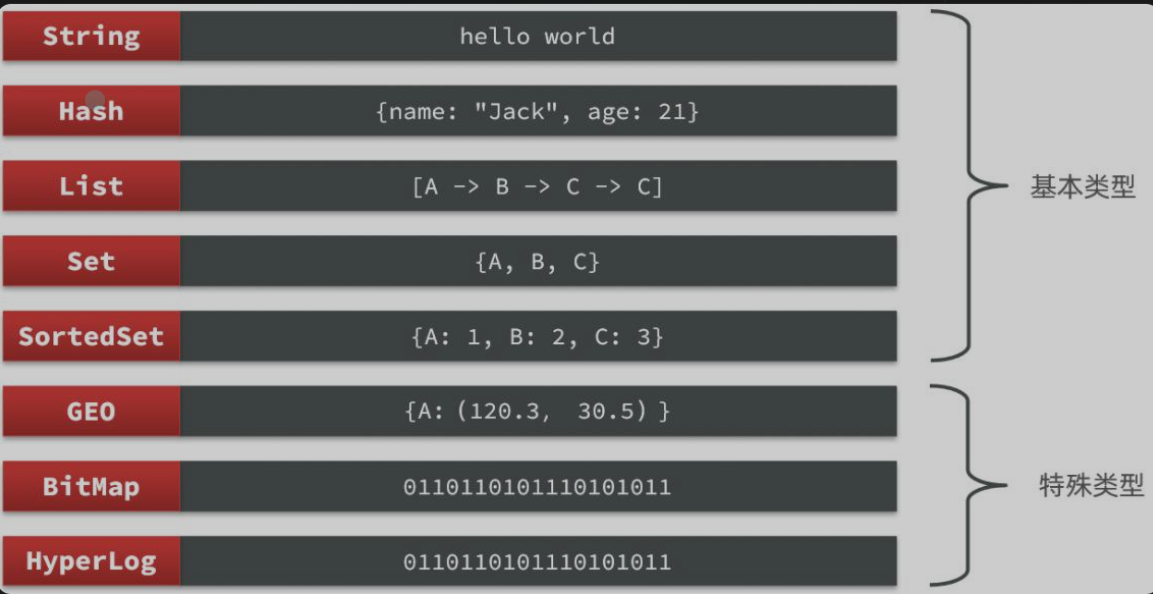 String hello world
Hash {name: "Jack", age: 21}
List [A -> B -> C -> C]
基本类型
Set {A, B, C}
SortedSet {A: 1, B: 2, C: 3}
GEO {A: (120.3, 30.5) }
BitMap 0110110101110101011
特殊类型
HyperLog 0110110101110101011